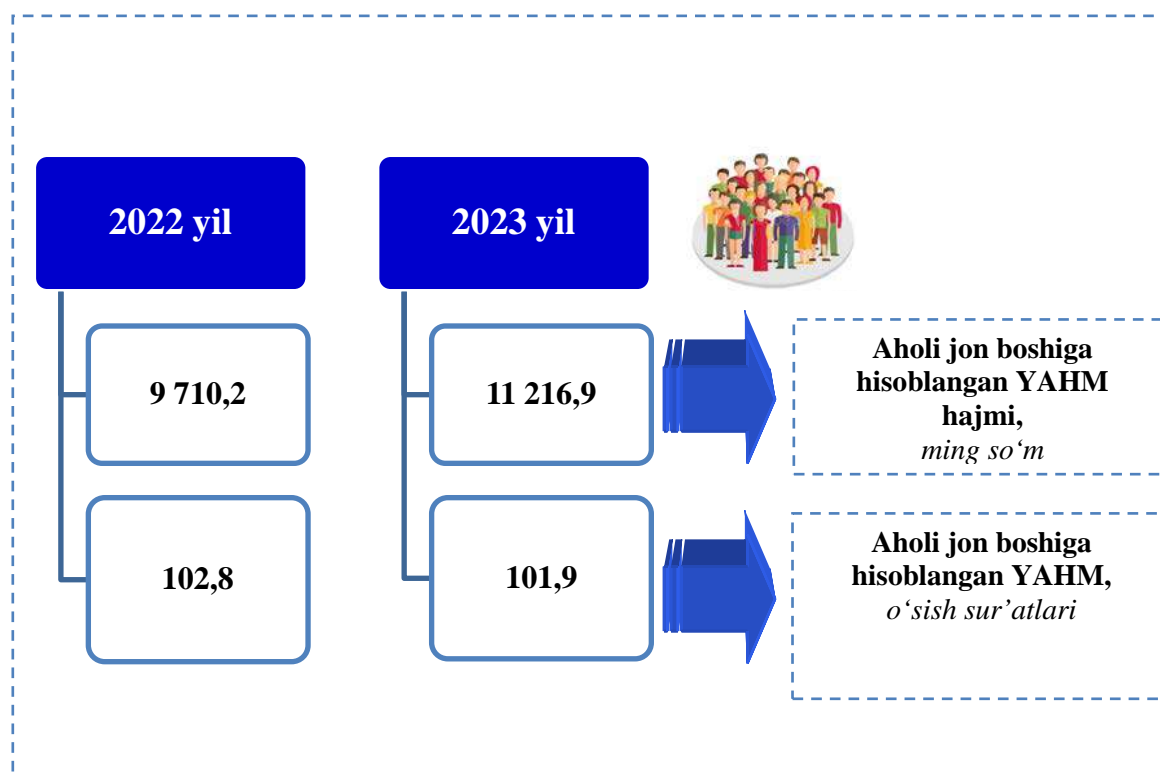 2022 yil
2023 yil
9 710,2
11 216,9
Aholi jon boshiga
hisoblangan YAHM
hajmi,
ming so‘m
102,8
101,9
Aholi jon boshiga
hisoblangan YAHM,
o‘sish sur’atlari